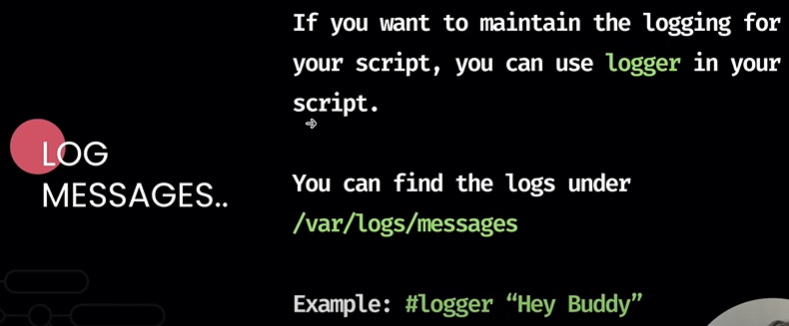 LOG
MESSAGES..
If you want to maintain the logging for
your script, you can use logger in your
script.
You can find the logs under
/var/logs/messages
Example: #logger “Hey Buddy”